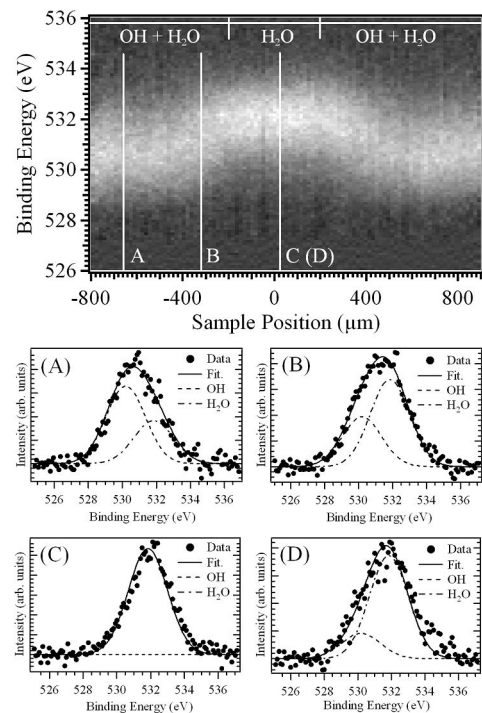 536
534
532
530
528
526
Binding Energy (eV)
OH + H₂O
H₂O
OH + H₂O
A
B
C (D)
-800
-400
0
400
800
Sample Position (µm)
(A)
Data
Fit.
OH
H₂O
Intensity (arb. units)
526 528 530 532 534 536
Binding Energy (eV)
(B)
Data
Fit.
OH
H₂O
Intensity (arb. units)
526 528 530 532 534 536
Binding Energy (eV)
(C)
Data
Fit.
OH
H₂O
Intensity (arb. units)
526 528 530 532 534 536
Binding Energy (eV)
(D)
Data
Fit.
OH
H₂O
Intensity (arb. units)
526 528 530 532 534 536
Binding Energy (eV)